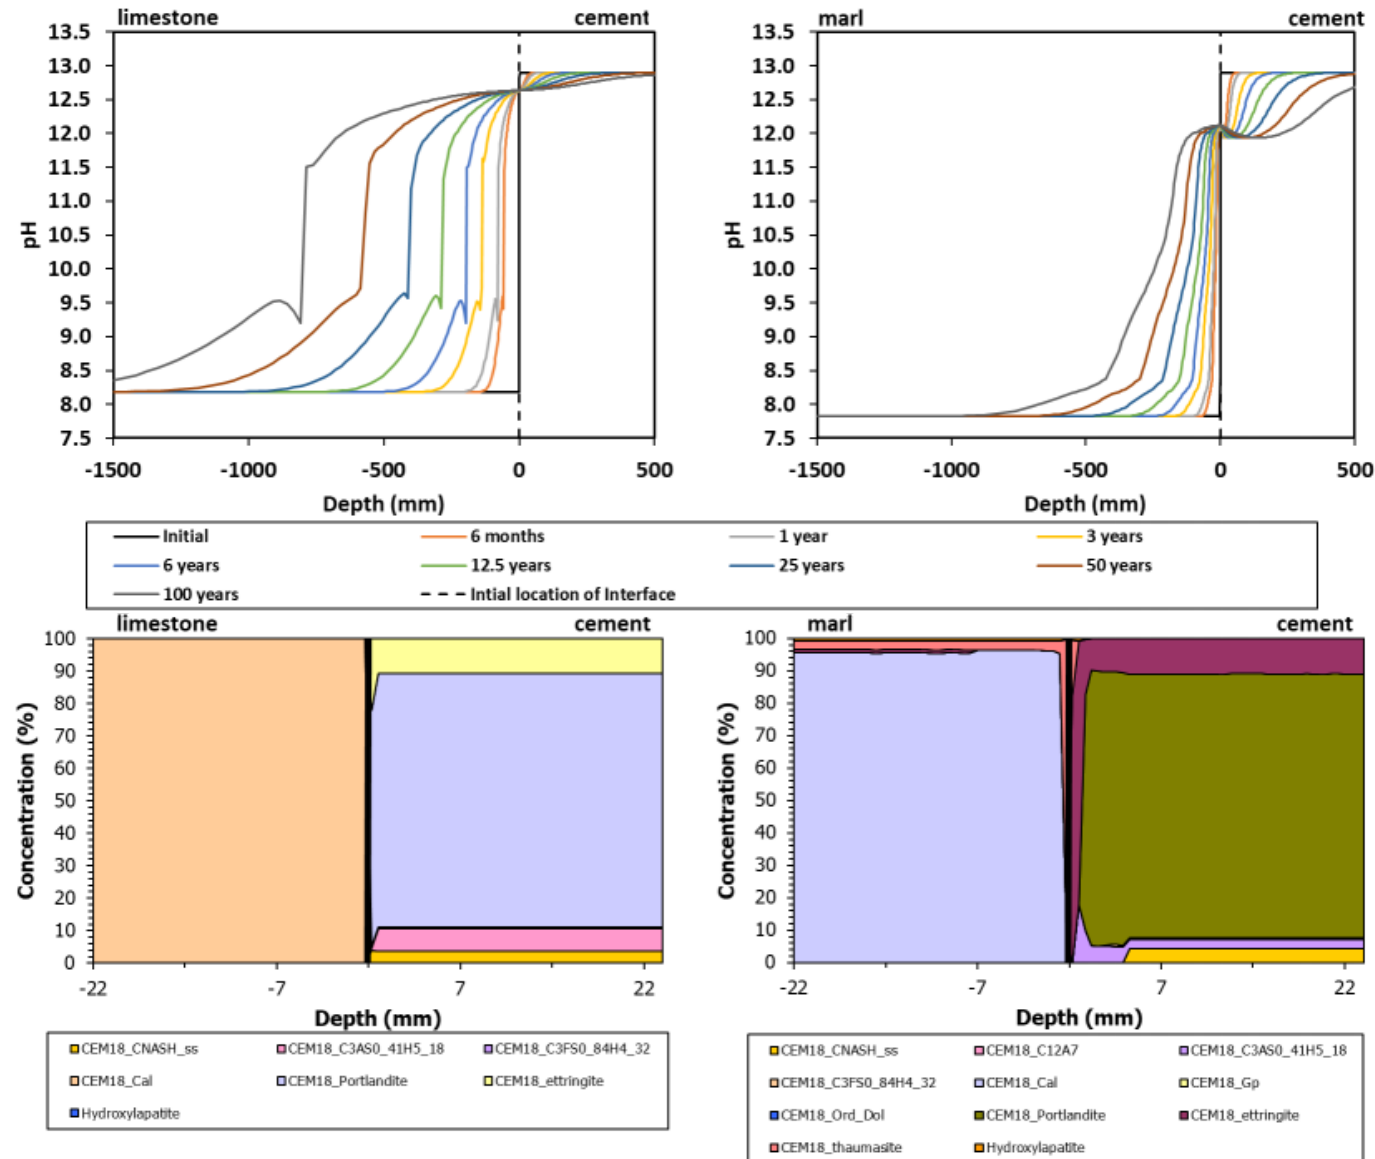 limestone cement marl cement
13.5 13.5
13.0 13.0
12.5 12.5
12.0 12.0
11.5 11.5
11.0 11.0
pH pH
10.5 10.5
10.0 10.0
9.5 9.5
9.0 9.0
8.5 8.5
8.0 8.0
7.5 7.5
-1500 -1000 -500 0 500 -1500 -1000 -500 0 500
Depth (mm) Depth (mm)
Initial 6 months 1 year 3 years
6 years 12.5 years 25 years 50 years
100 years Intial location of Interface
limestone cement marl cement
100 100
90 90
80 80
70 70
60 60
Concentration (%) Concentration (%)
50 50
40 40
30 30
20 20
10 10
0 0
-22 -7 7 22 -22 -7 7 22
Depth (mm) Depth (mm)
CEM18_CNASH_ss CEM18_C3AS0_41H5_18 CEM18_C3FS0_84H4_32
CEM18_Cal CEM18_Portlandite CEM18_ettringite
Hydroxylapatite
CEM18_CNASH_ss CEM18_C12A7 CEM18_C3AS0_41H5_18
CEM18_C3FS0_84H4_32 CEM18_Cal CEM18_Gp
CEM18_Ord_Dol CEM18_Portlandite CEM18_ettringite
CEM18_thaumasite Hydroxylapatite